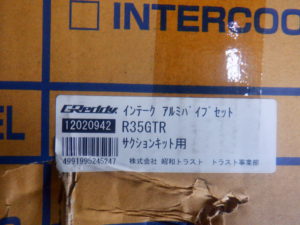 INTERCOO
GReddy インテーク アルミパイプセット
12020942 R35GTR
サクションキット用
4991995245247 株式会社 昭和トラスト トラスト事業部
EL